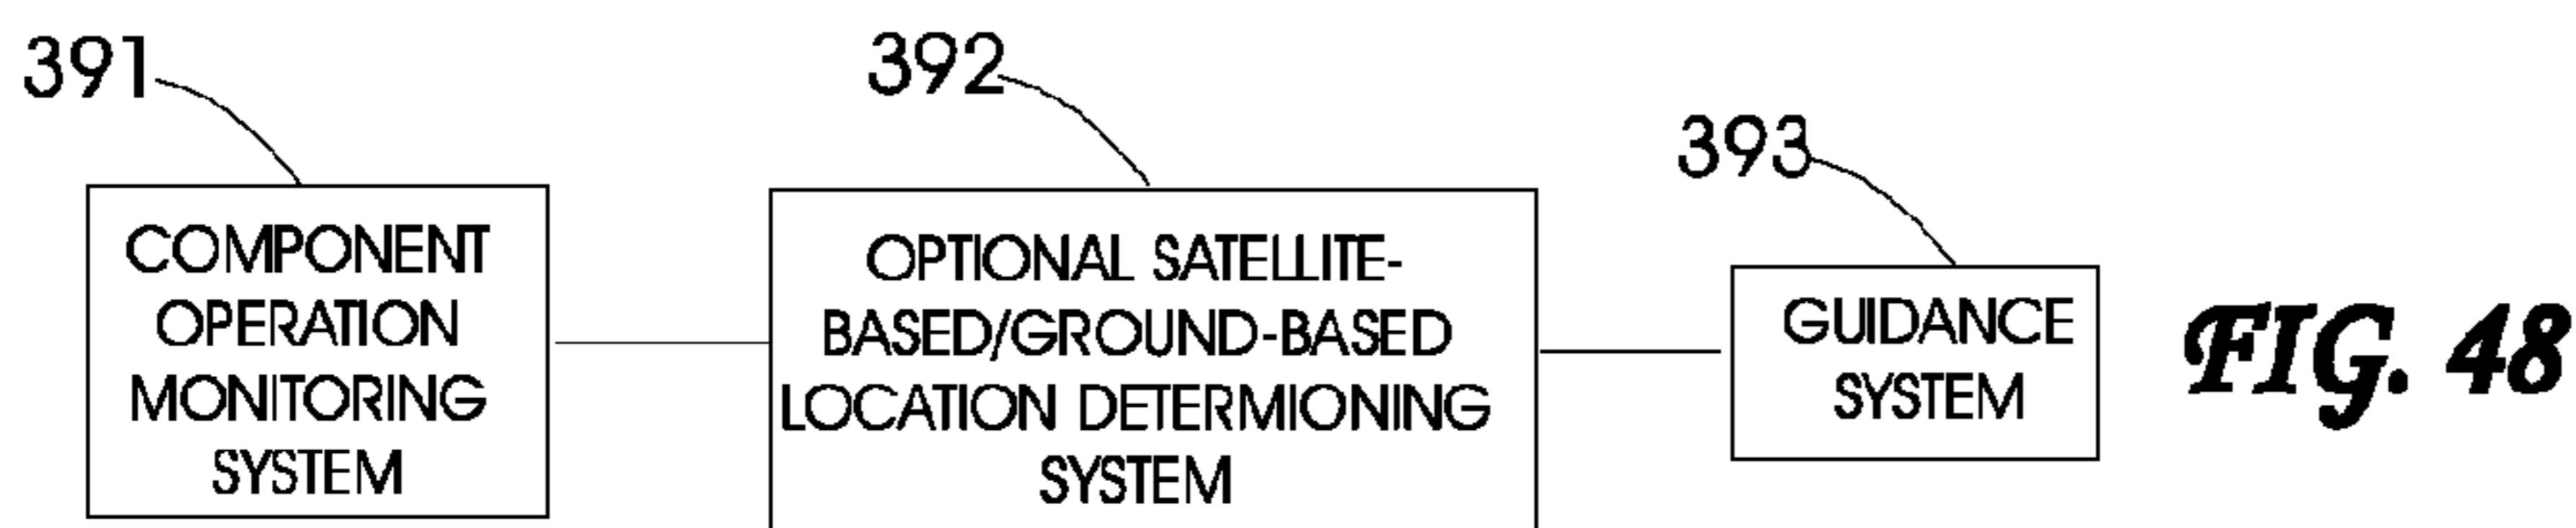 391
392
393
COMPONENT
OPERATION
MONITORING
SYSTEM
OPTIONAL SATELLITE-
BASED/GROUND-BASED
LOCATION DETERMIONING
SYSTEM
GUIDANCE
SYSTEM
FIG. 48